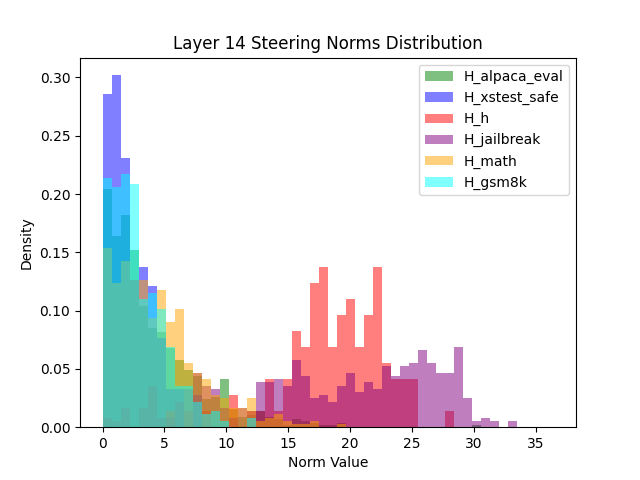 Layer 14 Steering Norms Distribution
H_alpaca_eval
H_xstest_safe
H_h
H_jailbreak
H_math
H_gsm8k
0.30
0.25
0.20
0.15
0.10
0.05
0.00
Density
0 5 10 15 20 25 30 35
Norm Value